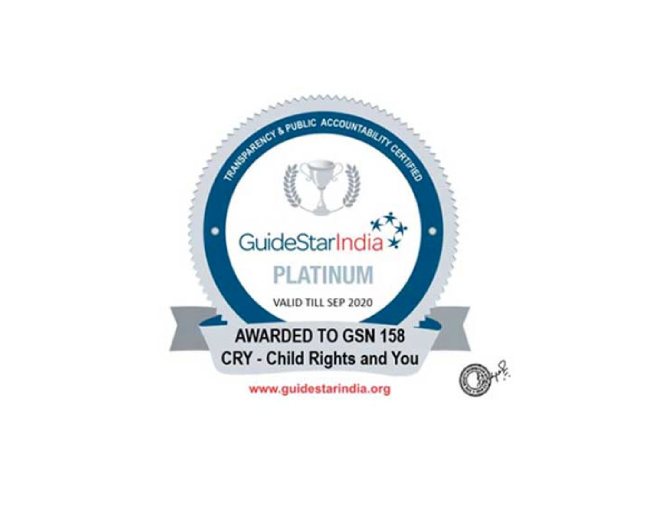 TRANSPARENCY & PUBLIC ACCOUNTABILITY CERTIFIED
GuideStarIndia
PLATINUM
VALID TILL SEP 2020
AWARDED TO GSN 158
CRY - Child Rights and You
www.guidestarindia.org